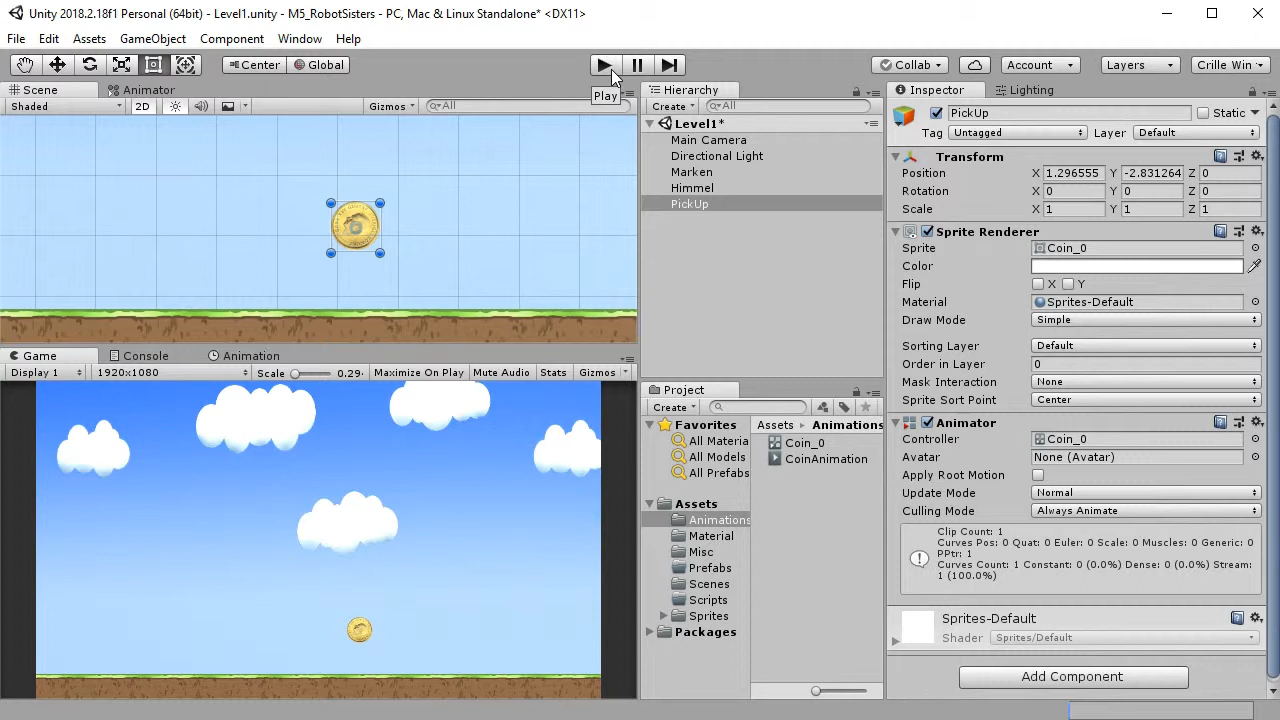 Unity 2018.2.18f1 Personal (64bit) - Level1.unity - M5_RobotSisters - PC, Mac & Linux Standalone* <DX11>
File Edit Assets GameObject Component Window Help
Center Global Collab Account Layers Crille Win
Play
Scene Animator
Shaded 2D Gizmos All
Hierarchy
Create All
Level1*
Main Camera
Directional Light
Marken
Himmel
PickUp
Game Console Animation
Display 1 1920x1080 Scale 0.29 Maximize On Play Mute Audio Stats Gizmos
Project
Create
Favorites
All Materia
All Models
All Prefabs
Assets
Animations
Material
Misc
Prefabs
Scenes
Scripts
Sprites
Packages
Assets Animations
Coin_0
CoinAnimation
Inspector Lighting
PickUp Static
Tag Untagged Layer Default
Transform
Position X 1.296555 Y -2.831264 Z 0
Rotation X 0 Y 0 Z 0
Scale X 1 Y 1 Z 1
Sprite Renderer
Sprite Coin_0
Color
Flip X Y
Material Sprites-Default
Draw Mode Simple
Sorting Layer Default
Order in Layer 0
Mask Interaction None
Sprite Sort Point Center
Animator
Controller Coin_0
Avatar None (Avatar)
Apply Root Motion
Update Mode Normal
Culling Mode Always Animate
Clip Count: 1
Curves Pos: 0 Quat: 0 Euler: 0 Scale: 0 Muscles: 0 Generic: 0
PPtr: 1
Curves Count: 1 Constant: 0 (0.0%) Dense: 0 (0.0%) Stream:
1 (100.0%)
Sprites-Default
Shader Sprites/Default
Add Component